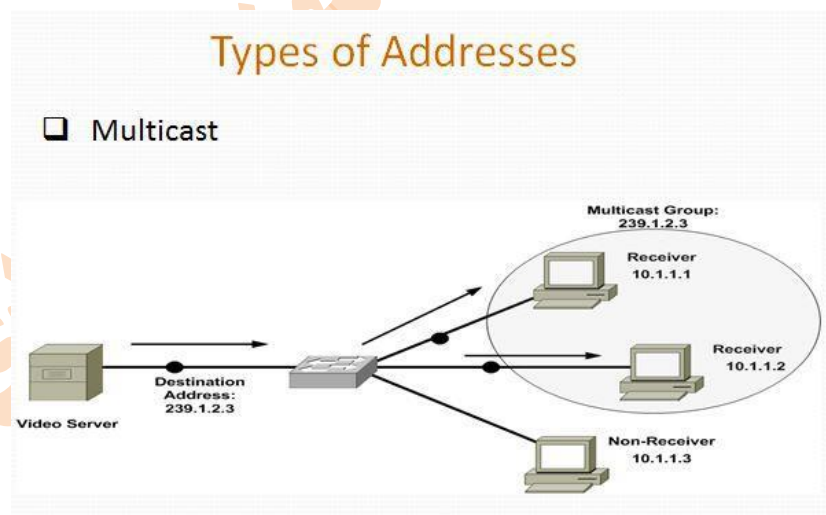 Types of Addresses
Multicast
Multicast Group:
239.1.2.3
Receiver
10.1.1.1
Receiver
10.1.1.2
Destination
Address:
239.1.2.3
Video Server
Non-Receiver
10.1.1.3